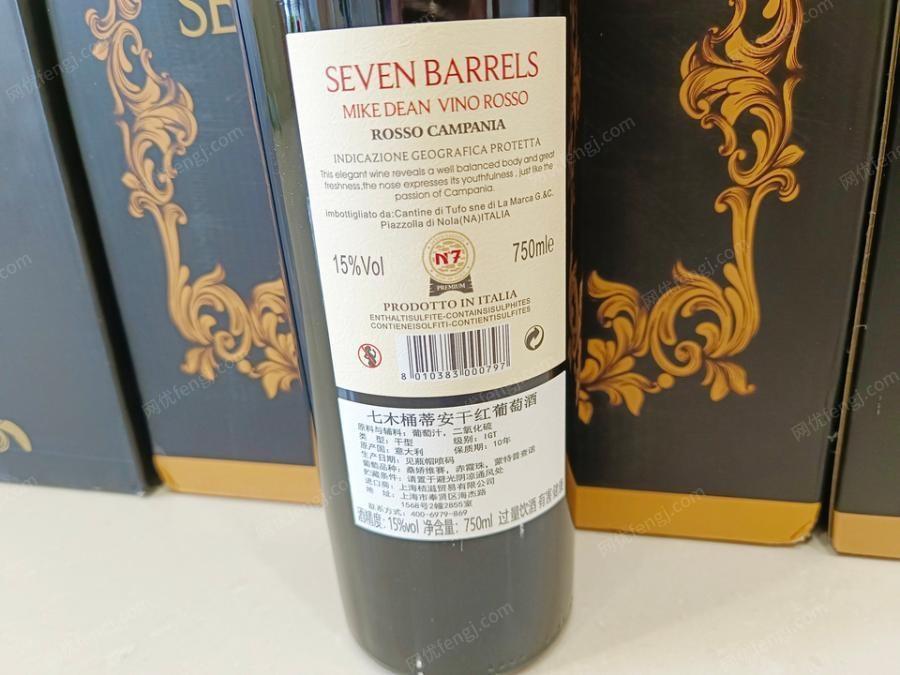 SE
SEVEN BARRELS
MIKE DEAN VINO ROSSO
ROSSO CAMPANIA
INDICAZIONE GEOGRAFICA PROTETTA
This elegant wine reveals a well balanced body and great
freshness,the nose expresses its youthfulness , just like the
passion of Campania.
imbottigliato da:Cantine di Tufo sne di La Marca G.&C.
Piazzolla di Nola(NA)ITALIA
15%Vol
N°7
PREMIUM
750mle
PRODOTTO IN ITALIA
ENTHALTISULFITE-CONTAINSISULPHITES
CONTIENEISOLFITI-CONTIENTISULFITES
8 010383 000797
七木桶蒂安干红葡萄酒
原料与辅料：葡萄汁，二氧化硫
类 型：干型 级别：IGT
原产国：意大利 保质期：10年
生产日期：见瓶帽喷码
葡萄品种：桑娇维赛，赤霞珠，蒙特普查诺
贮藏条件：请置于避光阴凉通风处
进口商：上海桔滋贸易有限公司
地 址：上海市奉贤区海杰路
1568号2幢2855室
联系方式：400-6979-869
酒精度：15%vol 净含量：750ml 过量饮酒 有害健康
网优fengj.com